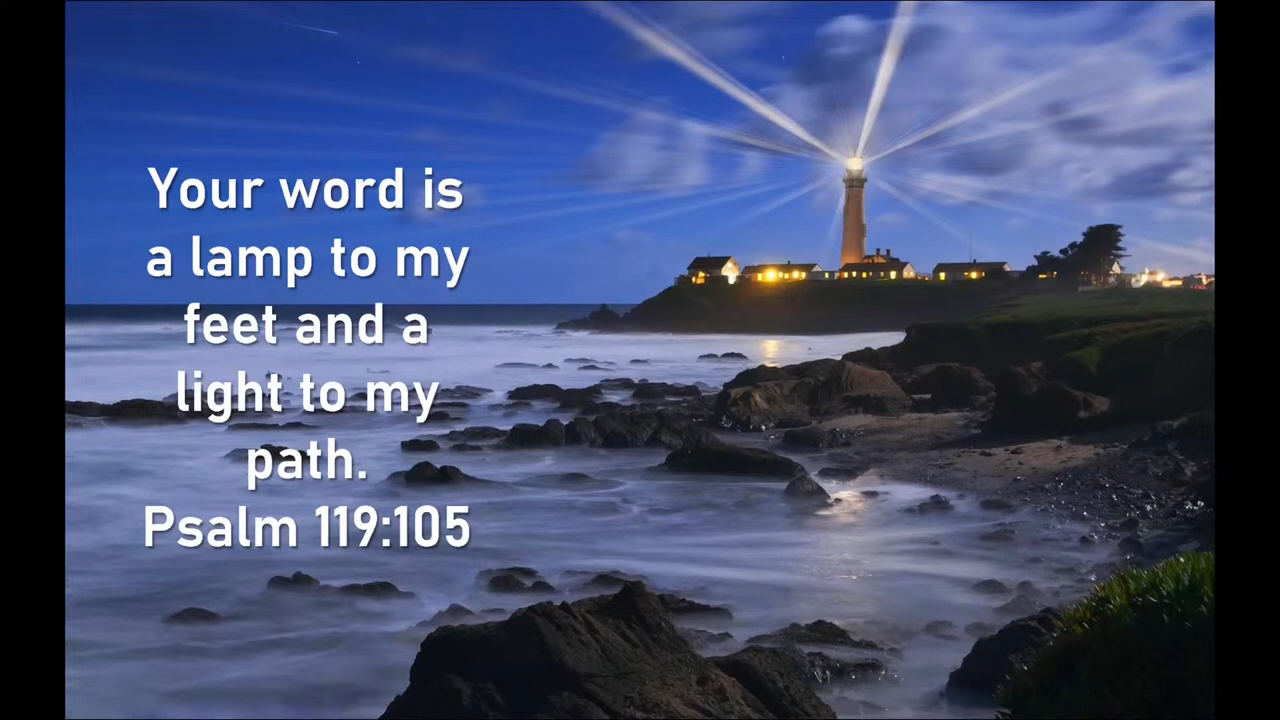 Your word is
a lamp to my
feet and a
light to my
path.
Psalm 119:105